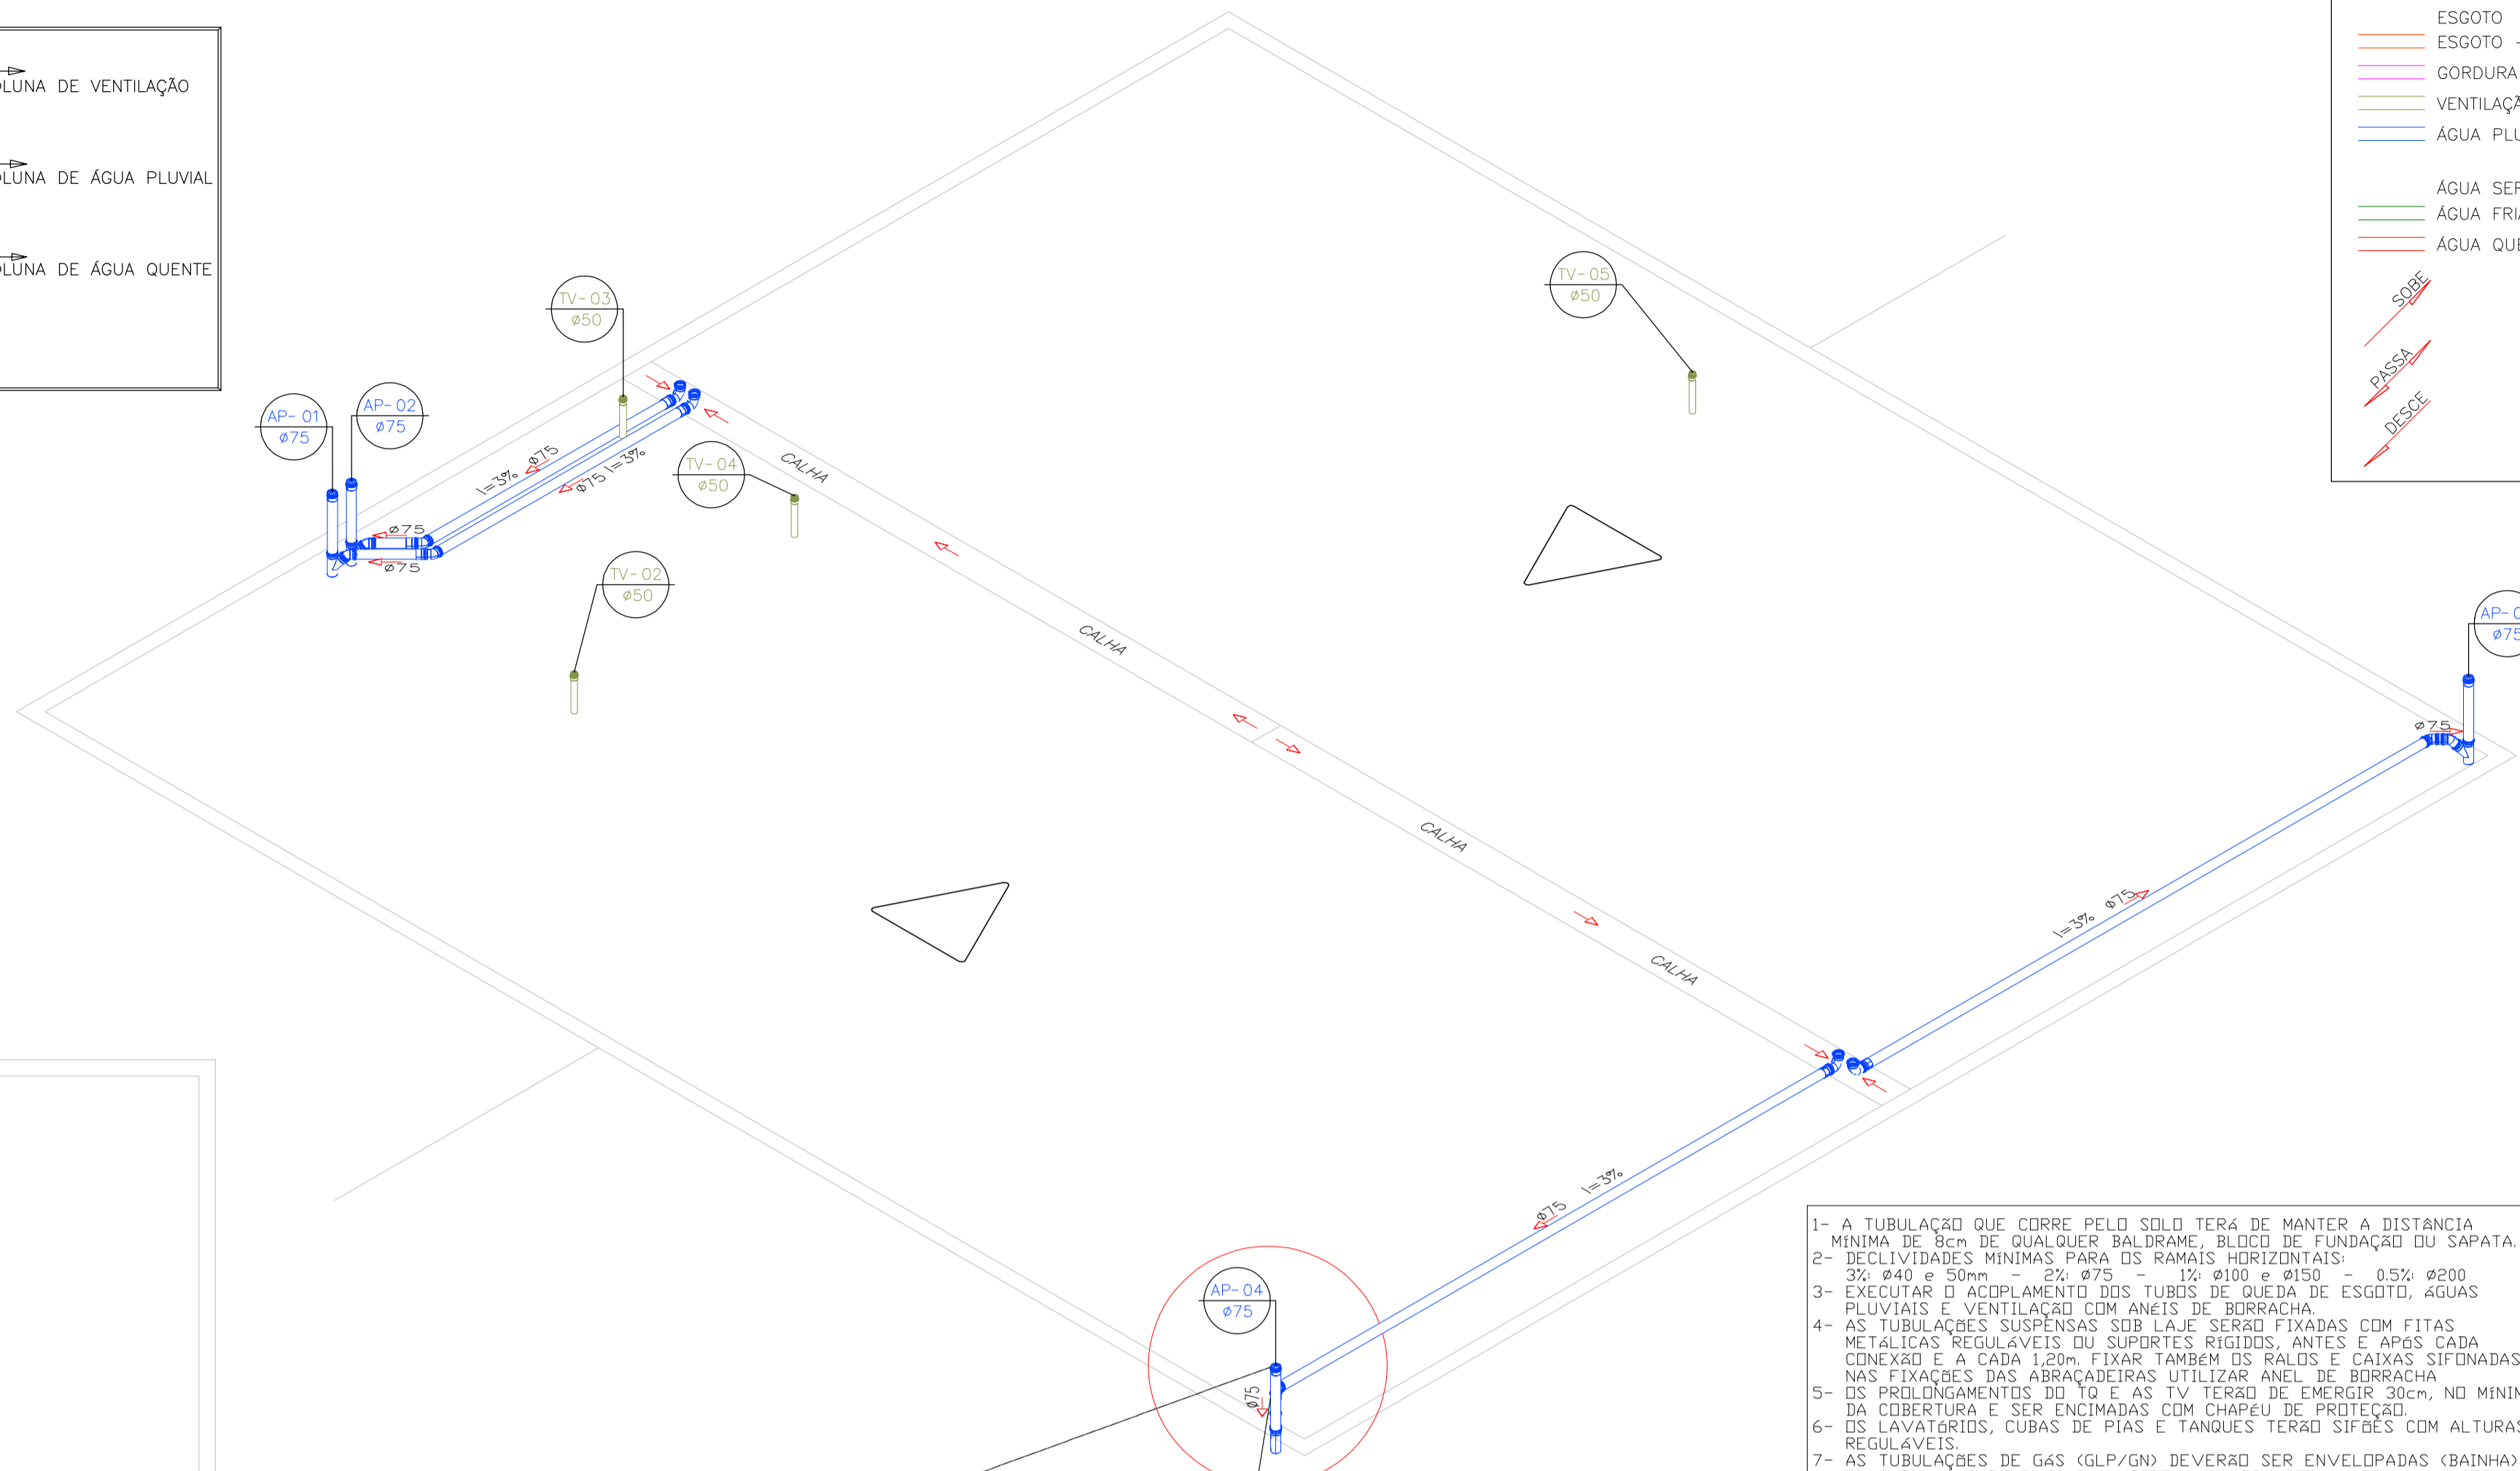 DE VENTILAÇÃO
DE ÁGUA PLUVIAL
DE ÁGUA QUENTE
ESGOTO
ESGOTO -
GORDURA
VENTILAÇÃ
ÁGUA PLU
ÁGUA SER
ÁGUA FRIA
ÁGUA QUE
SOBE
PASSA
DESCE
TV-03
ø50
TV-05
ø50
AP-01
ø75
AP-02
ø75
TV-04
ø50
TV-02
ø50
I=3% ø75
ø75 I=3%
ø75
ø75
CALHA
CALHA
CALHA
CALHA
AP-0
ø75
ø75
I=3% ø75
ø75 I=3%
AP-04
ø75
ø75
1- A TUBULAÇÃO QUE CORRE PELO SOLO TERÁ DE MANTER A DISTÂNCIA
MÍNIMA DE 8cm DE QUALQUER BALDRAME, BLOCO DE FUNDAÇÃO OU SAPATA.
2- DECLIVIDADES MÍNIMAS PARA OS RAMAIS HORIZONTAIS:
3%: Ø40 e 50mm - 2%: Ø75 - 1%: Ø100 e Ø150 - 0.5%: Ø200
3- EXECUTAR O ACOPLAMENTO DOS TUBOS DE QUEDA DE ESGOTO, ÁGUAS
PLUVIAIS E VENTILAÇÃO COM ANÉIS DE BORRACHA.
4- AS TUBULAÇÕES SUSPENSAS SOB LAJE SERÃO FIXADAS COM FITAS
METÁLICAS REGULÁVEIS OU SUPORTES RÍGIDOS, ANTES E APÓS CADA
CONEXÃO E A CADA 1,20m. FIXAR TAMBÉM OS RALOS E CAIXAS SIFONADAS
NAS FIXAÇÕES DAS ABRAÇADEIRAS UTILIZAR ANEL DE BORRACHA
5- OS PROLONGAMENTOS DO TQ E AS TV TERÃO DE EMERGIR 30cm, NO MÍNIM
DA COBERTURA E SER ENCIMADAS COM CHAPÉU DE PROTEÇÃO.
6- OS LAVATÓRIOS, CUBAS DE PIAS E TANQUES TERÃO SIFÕES COM ALTURAS
REGULÁVEIS.
7- AS TUBULAÇÕES DE GÁS (GLP/GN) DEVERÃO SER ENVELOPADAS (BAINHA)